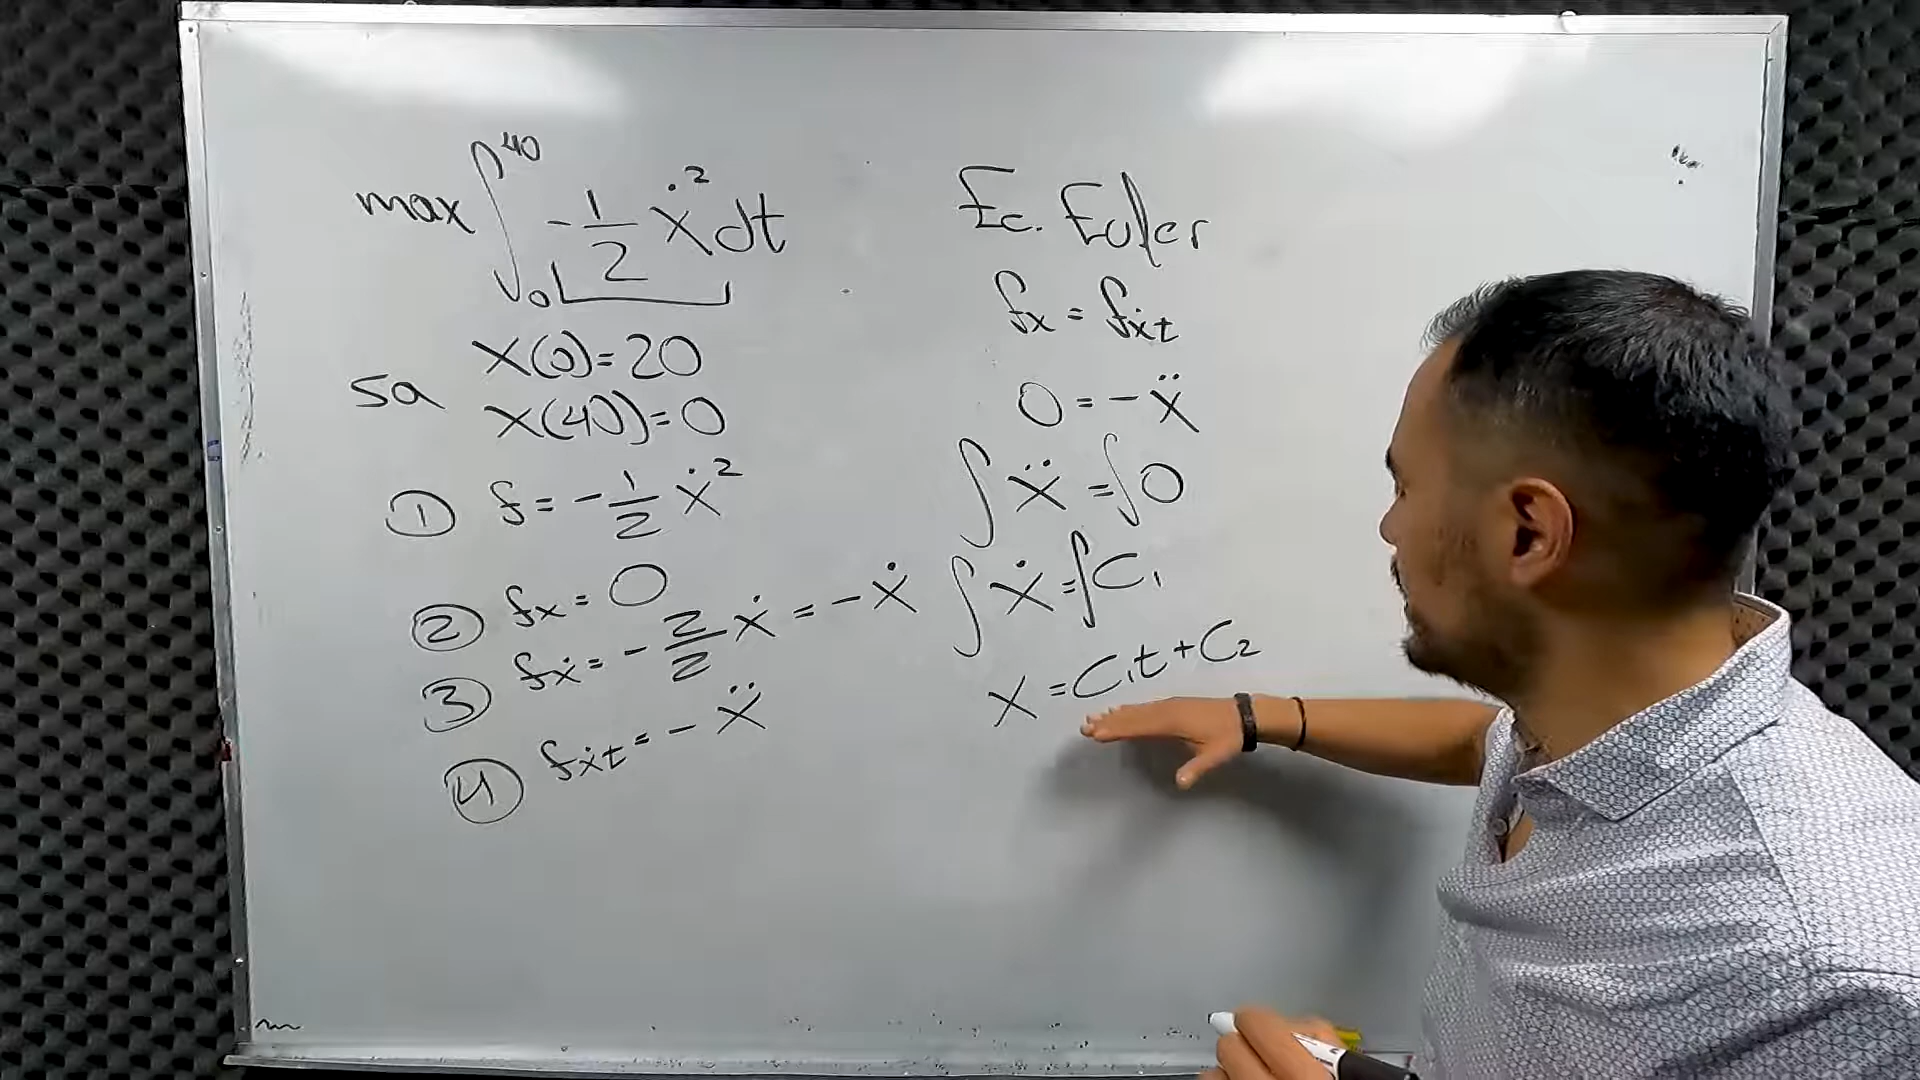 max ∫₀⁴⁰ -1/2 ẋ² dt
sa x(0)=20
x(40)=0
① f = -1/2 ẋ²
② fx = 0
③ fẋ = -2/2 ẋ = -ẋ
④ fẋt = -ẍ
Ec. Euler
fx = fẋt
0 = -ẍ
∫ẍ = ∫0
∫ẋ = ∫C₁
x = C₁t + C₂